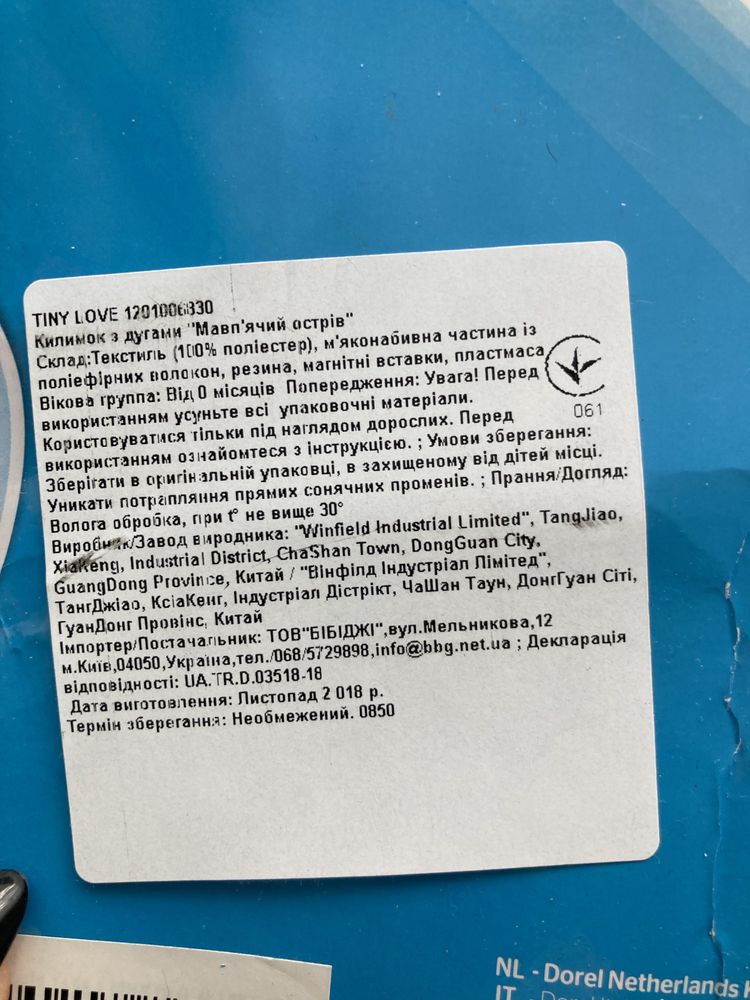 TINY LOVE 1201006830
Килимок з дугами "Мавп'ячий острів"
Склад:Текстиль (100% поліестер), м'яконабивна частина із
поліефірних волокон, резина, магнітні вставки, пластмаса
Вікова группа: Від 0 місяців Попередження: Увага! Перед
використанням усуньте всі упаковочні матеріали.
Користовуватися тільки під наглядом дорослих. Перед
використанням ознайомтеся з інструкцією. ; Умови зберегання:
Зберігати в оригінальній упаковці, в захищеному від дітей місці.
Уникати потрапляння прямих сонячних променів. ; Прання/Догляд:
Волога обробка, при t° не вище 30°
Виробник/Завод виродника: "Winfield Industrial Limited", TangJiao,
XiaKeng, Industrial District, ChaShan Town, DongGuan City,
GuangDong Province, Китай / "Вінфілд Індустріал Лімітед",
ТангДжіао, КсіаКенг, Індустріал Дістрікт, ЧаШан Таун, ДонгГуан Сіті,
ГуанДонг Провінс, Китай
Імпортер/Постачальник: ТОВ"БІБІДЖІ",вул.Мельникова,12
м.Київ,04050,Україна,тел./068/5729898,info@bbg.net.ua ; Декларація
відповідності: UA.TR.D.03518-18
Дата виготовлення: Листопад 2 018 р.
Термін зберегання: Необмежений. 0850
061
NL - Dorel Netherlands
IT